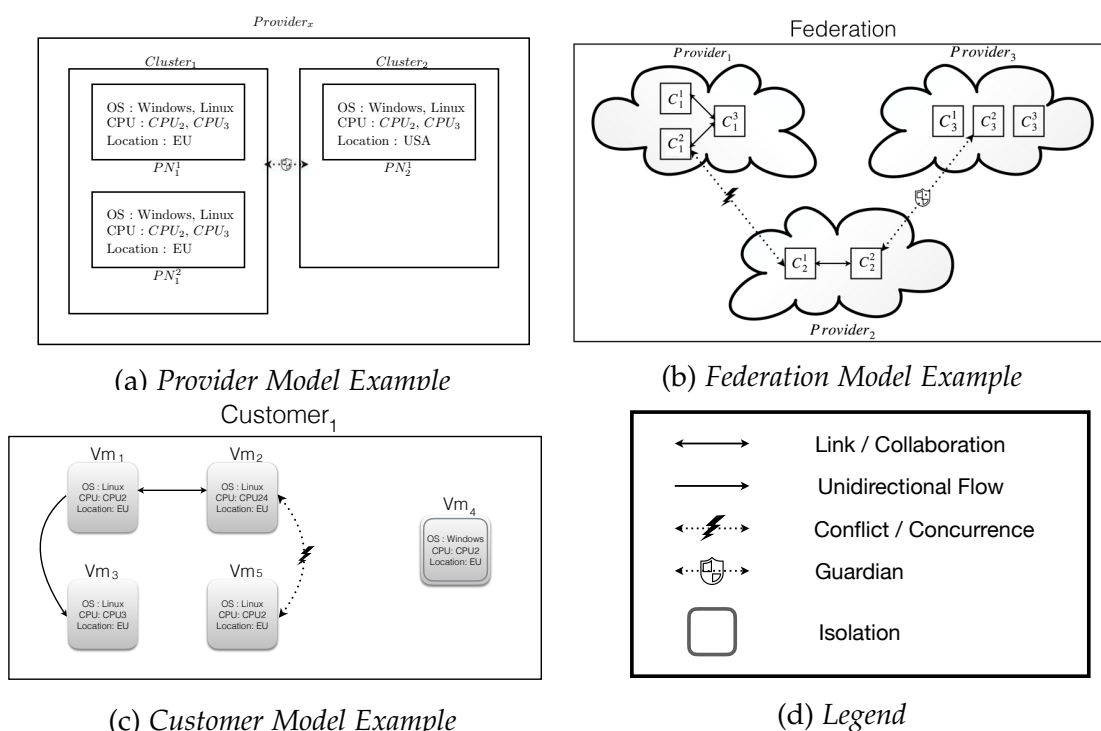 Provider_x
Cluster_1
Cluster_2
OS : Windows, Linux
CPU : CPU_2, CPU_3
Location : EU
PN_1^1
OS : Windows, Linux
CPU : CPU_2, CPU_3
Location : USA
PN_2^1
OS : Windows, Linux
CPU : CPU_2, CPU_3
Location : EU
PN_1^2
(a) Provider Model Example
Federation
Provider_1
Provider_3
C_1^1
C_1^3
C_1^2
C_3^1
C_3^2
C_3^3
C_2^1
C_2^2
Provider_2
(b) Federation Model Example
Customer_1
Vm_1
OS : Linux
CPU: CPU2
Location: EU
Vm_2
OS : Linux
CPU: CPU24
Location: EU
Vm_4
OS : Windows
CPU: CPU2
Location: EU
Vm_3
OS : Linux
CPU: CPU3
Location: EU
Vm_5
OS : Linux
CPU: CPU2
Location: EU
(c) Customer Model Example
Link / Collaboration
Unidirectional Flow
Conflict / Concurrence
Guardian
Isolation
(d) Legend